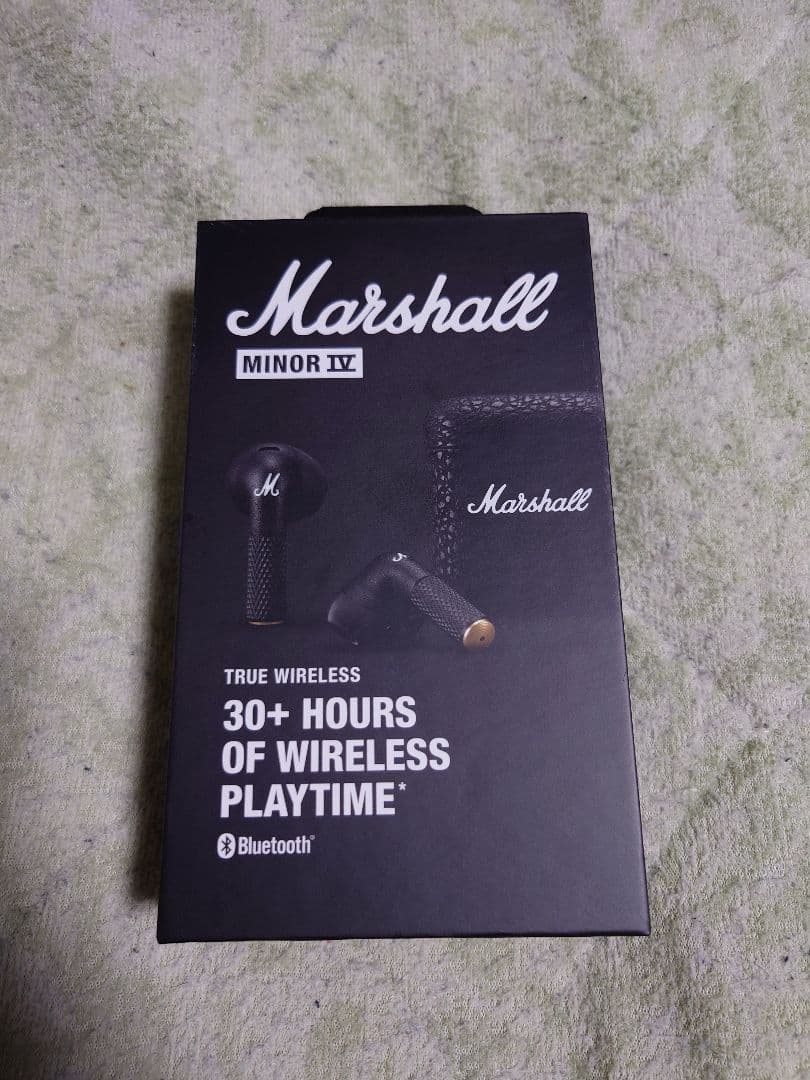 Marshall
MINOR IV
M
Marshall
TRUE WIRELESS
30+ HOURS
OF WIRELESS
PLAYTIME*
Bluetooth®